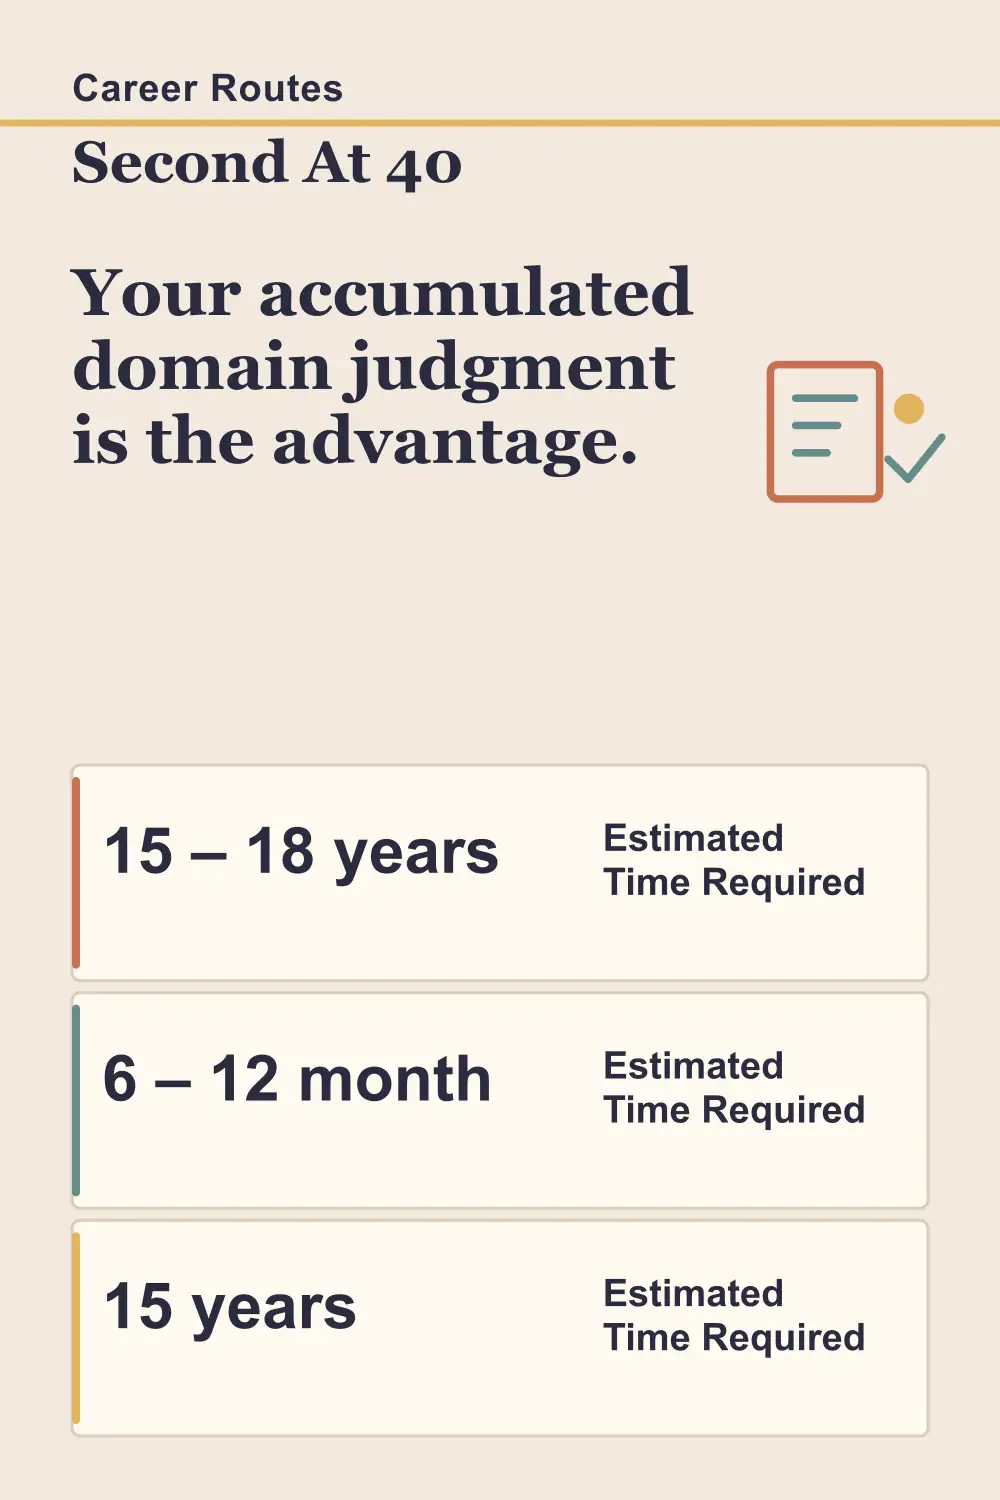 Career Routes
Second At 40
Your accumulated
domain judgment
is the advantage.
15 – 18 years
Estimated
Time Required
6 – 12 month
Estimated
Time Required
15 years
Estimated
Time Required